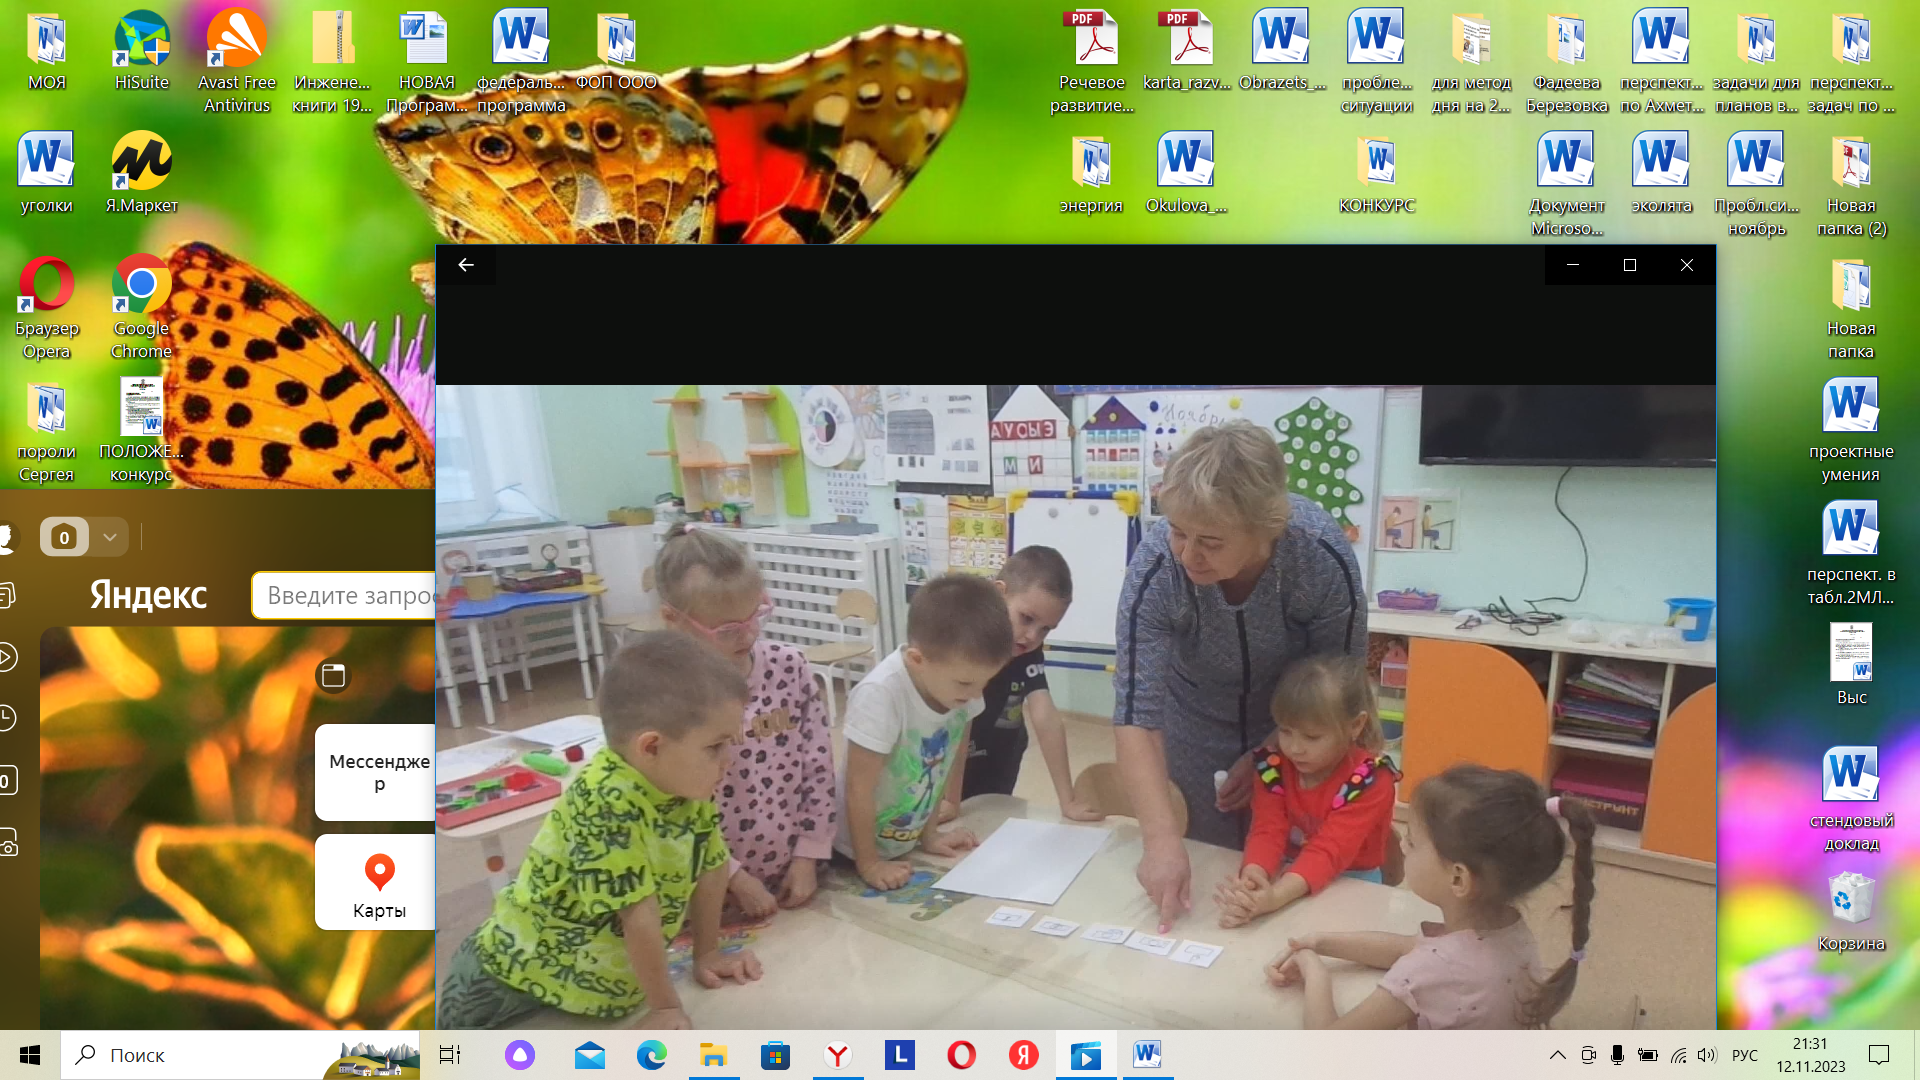 МОЯ
HiSuite
Avast Free
Antivirus
Инжене...
книги 19...
НОВАЯ
Програм...
федераль...
программа
ФОП ООО
Речевое
развитие...
karta_razv...
Obrazets_...
пробле...
ситуации
для метод
дня на 2...
Фадеева
Березовка
перспект...
по Ахмет...
задачи для
планов в...
перспект...
задач по ...
уголки
Я.Маркет
энергия
Okulova_...
КОНКУРС
Документ
Microso...
эколята
Пробл.си...
ноябрь
Новая
папка (2)
Браузер
Opera
Google
Chrome
Новая
папка
пороли
Сергея
ПОЛОЖЕ...
конкурс
проектные
умения
Ноябрь
перспект. в
табл.2МЛ...
0
Яндекс
Введите запро
Мессендже
р
Карты
0
Выс
стендовый
доклад
Корзина
Поиск
РУС
21:31
12.11.2023